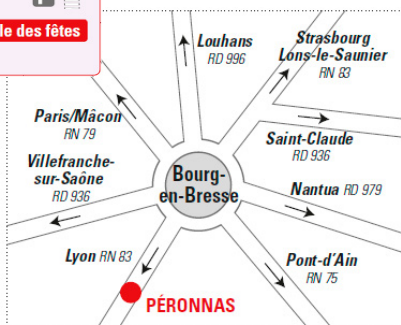 le des fêtes
Louhans
RD 996
Strasbourg
Lons-le-Saunier
RN 83
Paris/Mâcon
RN 79
Saint-Claude
RD 936
Villefranche-
sur-Saône
RD 936
Bourg-
en-Bresse
Nantua RD 979
Lyon RN 83
Pont-d'Ain
RN 75
PÉRONNAS